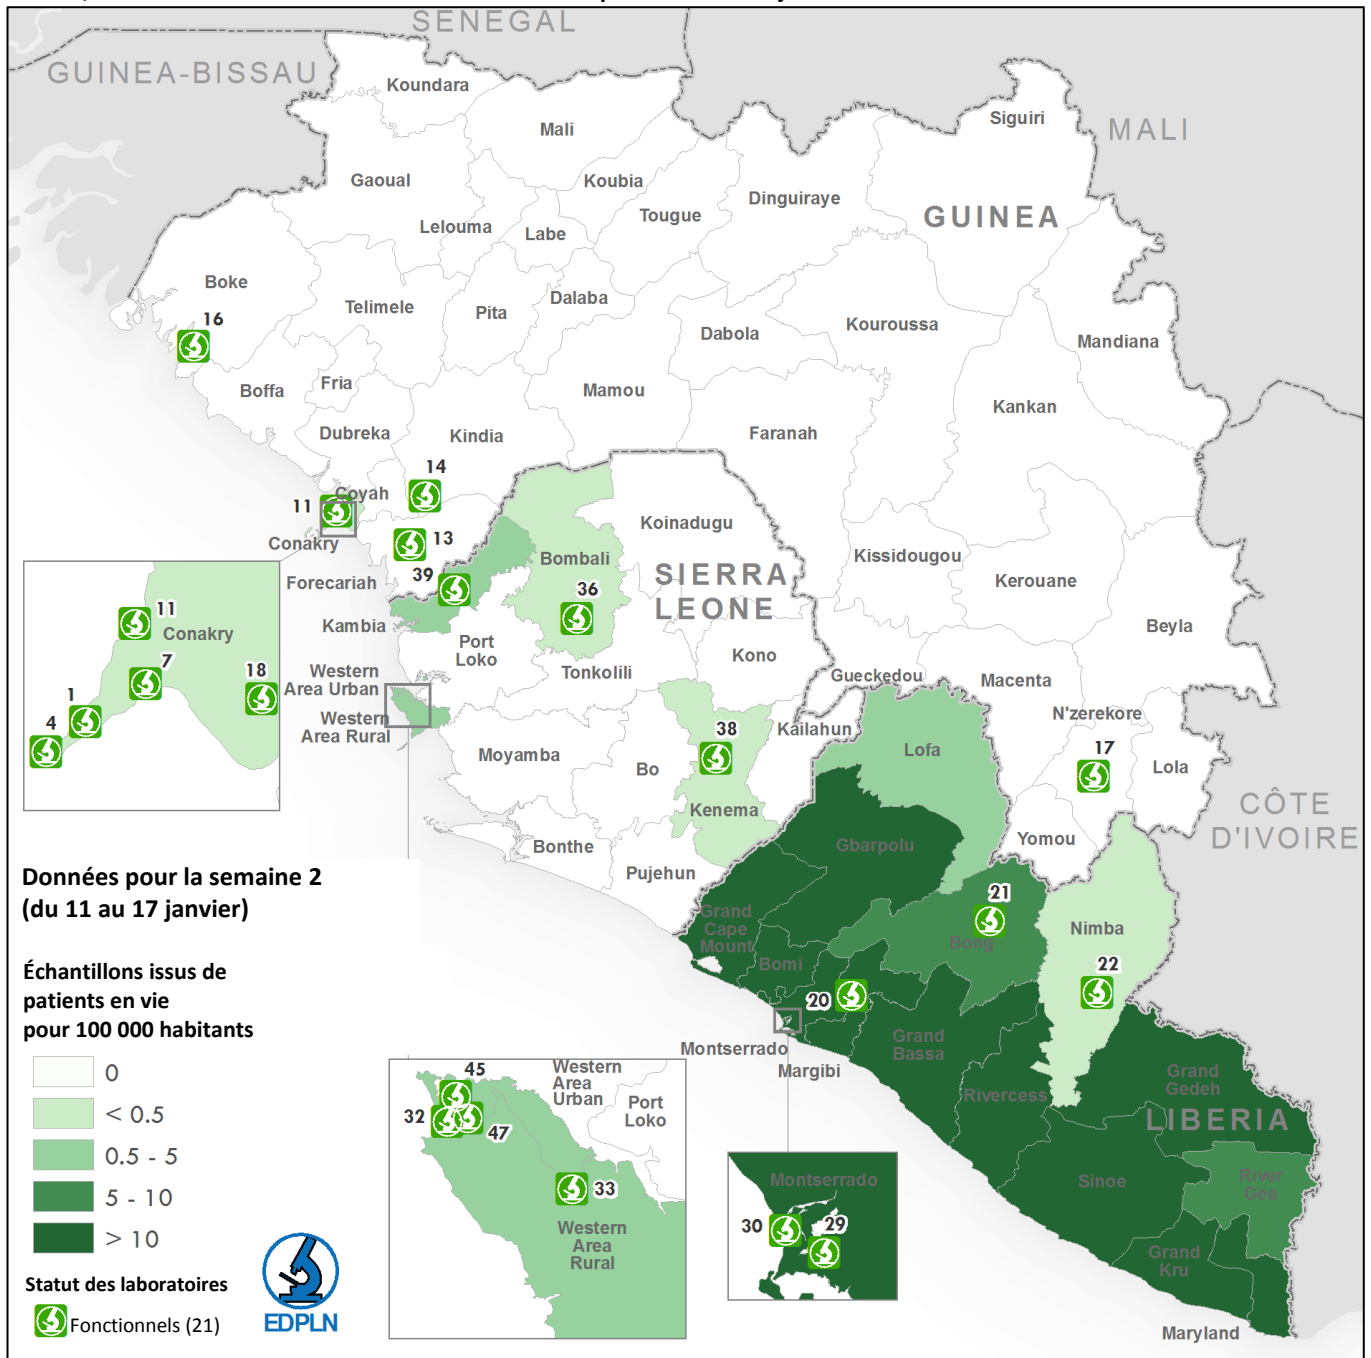 SENEGAL
GUINEA-BISSAU
Koundara
Siguiri
MALI
Mali
Gaoual
Koubia
Dinguiraye
Tougue
GUINEA
Lelouma
Labe
Boke
Dalaba
Telimele
Pita
Kouroussa
16
Dabola
Mandiana
Fria
Boffa
Mamou
Kankan
Dubreka
Kindia
Faranah
14
Coyah
11
Koinadugu
Conakry
13
Bombali
Kissidougou
39
SIERRA
LEONE
Forecariah
36
Kerouane
Kambia
Port
Loko
Kono
Beyla
Tonkolili
Gueckedou
Macenta
Western
Area Urban
N'zerekore
Western
Area Rural
38
Kailahun
Lofa
17
Moyamba
Bo
Lola
Kenema
CÔTE
D'IVOIRE
Bonthe
Gbarpolu
Yomou
Pujehun
21
Grand
Cape
Mount
Bong
Nimba
Bomi
22
20
Grand
Bassa
Montserrado
Margibi
Grand
Gedeh
Rivercess
LIBERIA
Sinoe
River
Gee
Grand
Kru
Maryland
11
Conakry
7
18
1
4
Données pour la semaine 2
(du 11 au 17 janvier)
Échantillons issus de
patients en vie
pour 100 000 habitants
0
< 0.5
0.5 - 5
5 - 10
> 10
Statut des laboratoires
Fonctionnels (21)
EDPLN
45
Western
Area
Urban
Port
Loko
32
47
33
Western
Area
Rural
Montserrado
30
29